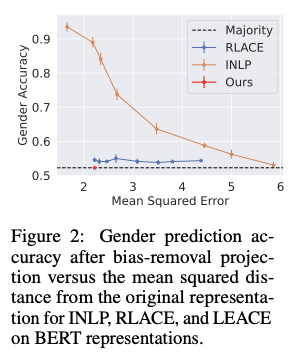 Gender Accuracy
0.9
0.8
0.7
0.6
0.5
Majority
RLACE
INLP
Ours
2 3 4 5 6
Mean Squared Error
Figure 2: Gender prediction ac-
curacy after bias-removal projec-
tion versus the mean squared dis-
tance from the original representa-
tion for INLP, RLACE, and LEACE
on BERT representations.